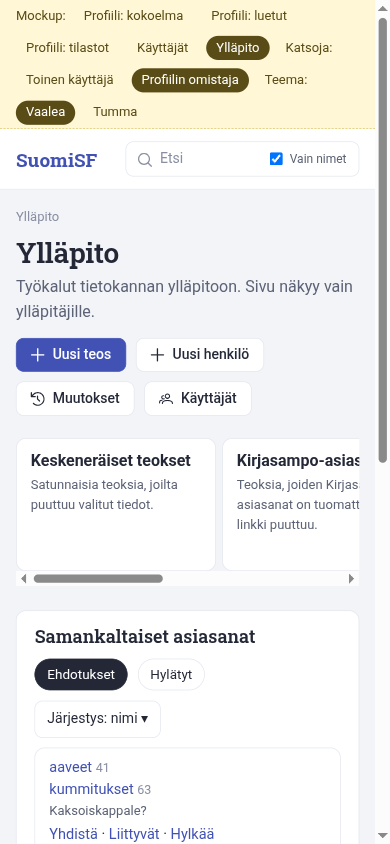 Mockup: Profiili: kokoelma Profiili: luetut
Profiili: tilastot Käyttäjät Ylläpito Katsoja:
Toinen käyttäjä Profiilin omistaja Teema:
Vaalea Tumma
SuomiSF Etsi Vain nimet
Ylläpito
Ylläpito
Työkalut tietokannan ylläpitoon. Sivu näkyy vain
ylläpitäjille.
Uusi teos Uusi henkilö
Muutokset Käyttäjät
Keskeneräiset teokset
Satunnaisia teoksia, joilta
puuttuu valitut tiedot.
Kirjasampo-asias
Teoksia, joiden Kirjas
asiasanat on tuomatt
linkki puuttuu.
Samankaltaiset asiasanat
Ehdotukset Hylätyt
Järjestys: nimi ▾
aaveet 41
kummitukset 63
Kaksoiskappale?
Yhdistä · Liittyvät · Hylkää